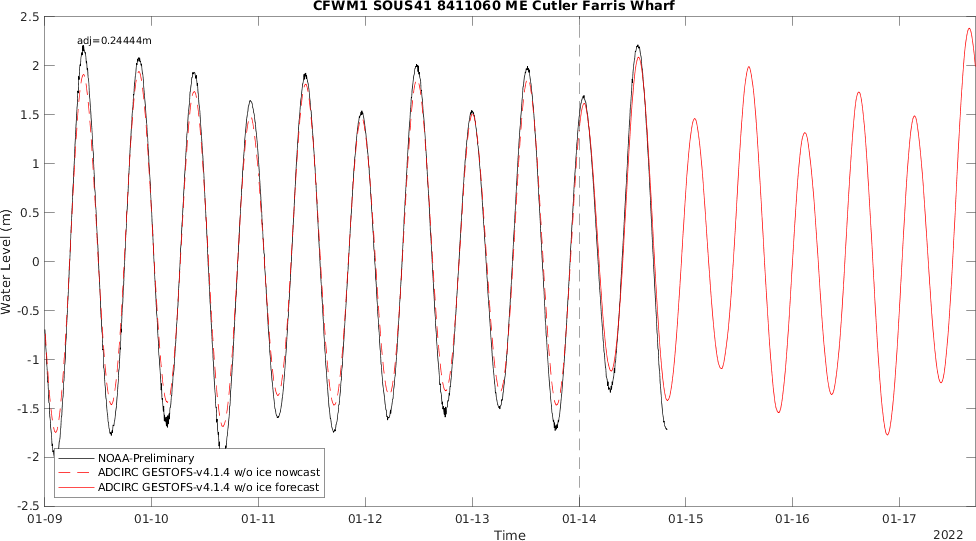 CFWM1 SOUS41 8411060 ME Cutler Farris Wharf
adj=0.24444m
2.5
2
1.5
1
0.5
0
-0.5
-1
-1.5
-2
-2.5
Water Level (m)
NOAA-Preliminary
ADCIRC GESTOFS-v4.1.4 w/o ice nowcast
ADCIRC GESTOFS-v4.1.4 w/o ice forecast
01-09 01-10 01-11 01-12 01-13 01-14 01-15 01-16 01-17
Time
2022